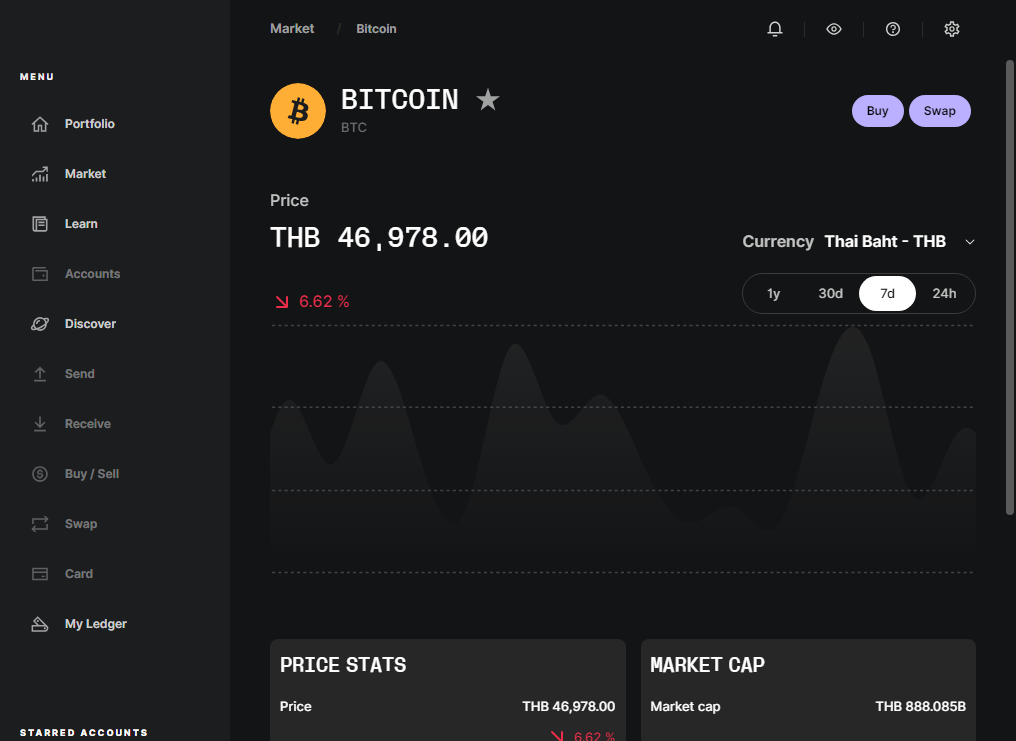 Market / Bitcoin
MENU
Portfolio
Market
Learn
Accounts
Discover
Send
Receive
Buy / Sell
Swap
Card
My Ledger
STARRED ACCOUNTS
BITCOIN
BTC
Buy
Swap
Price
THB 46,978.00
Currency Thai Baht - THB
6.62 %
1y 30d 7d 24h
PRICE STATS
Price THB 46,978.00
6.62 %
MARKET CAP
Market cap THB 888.085B